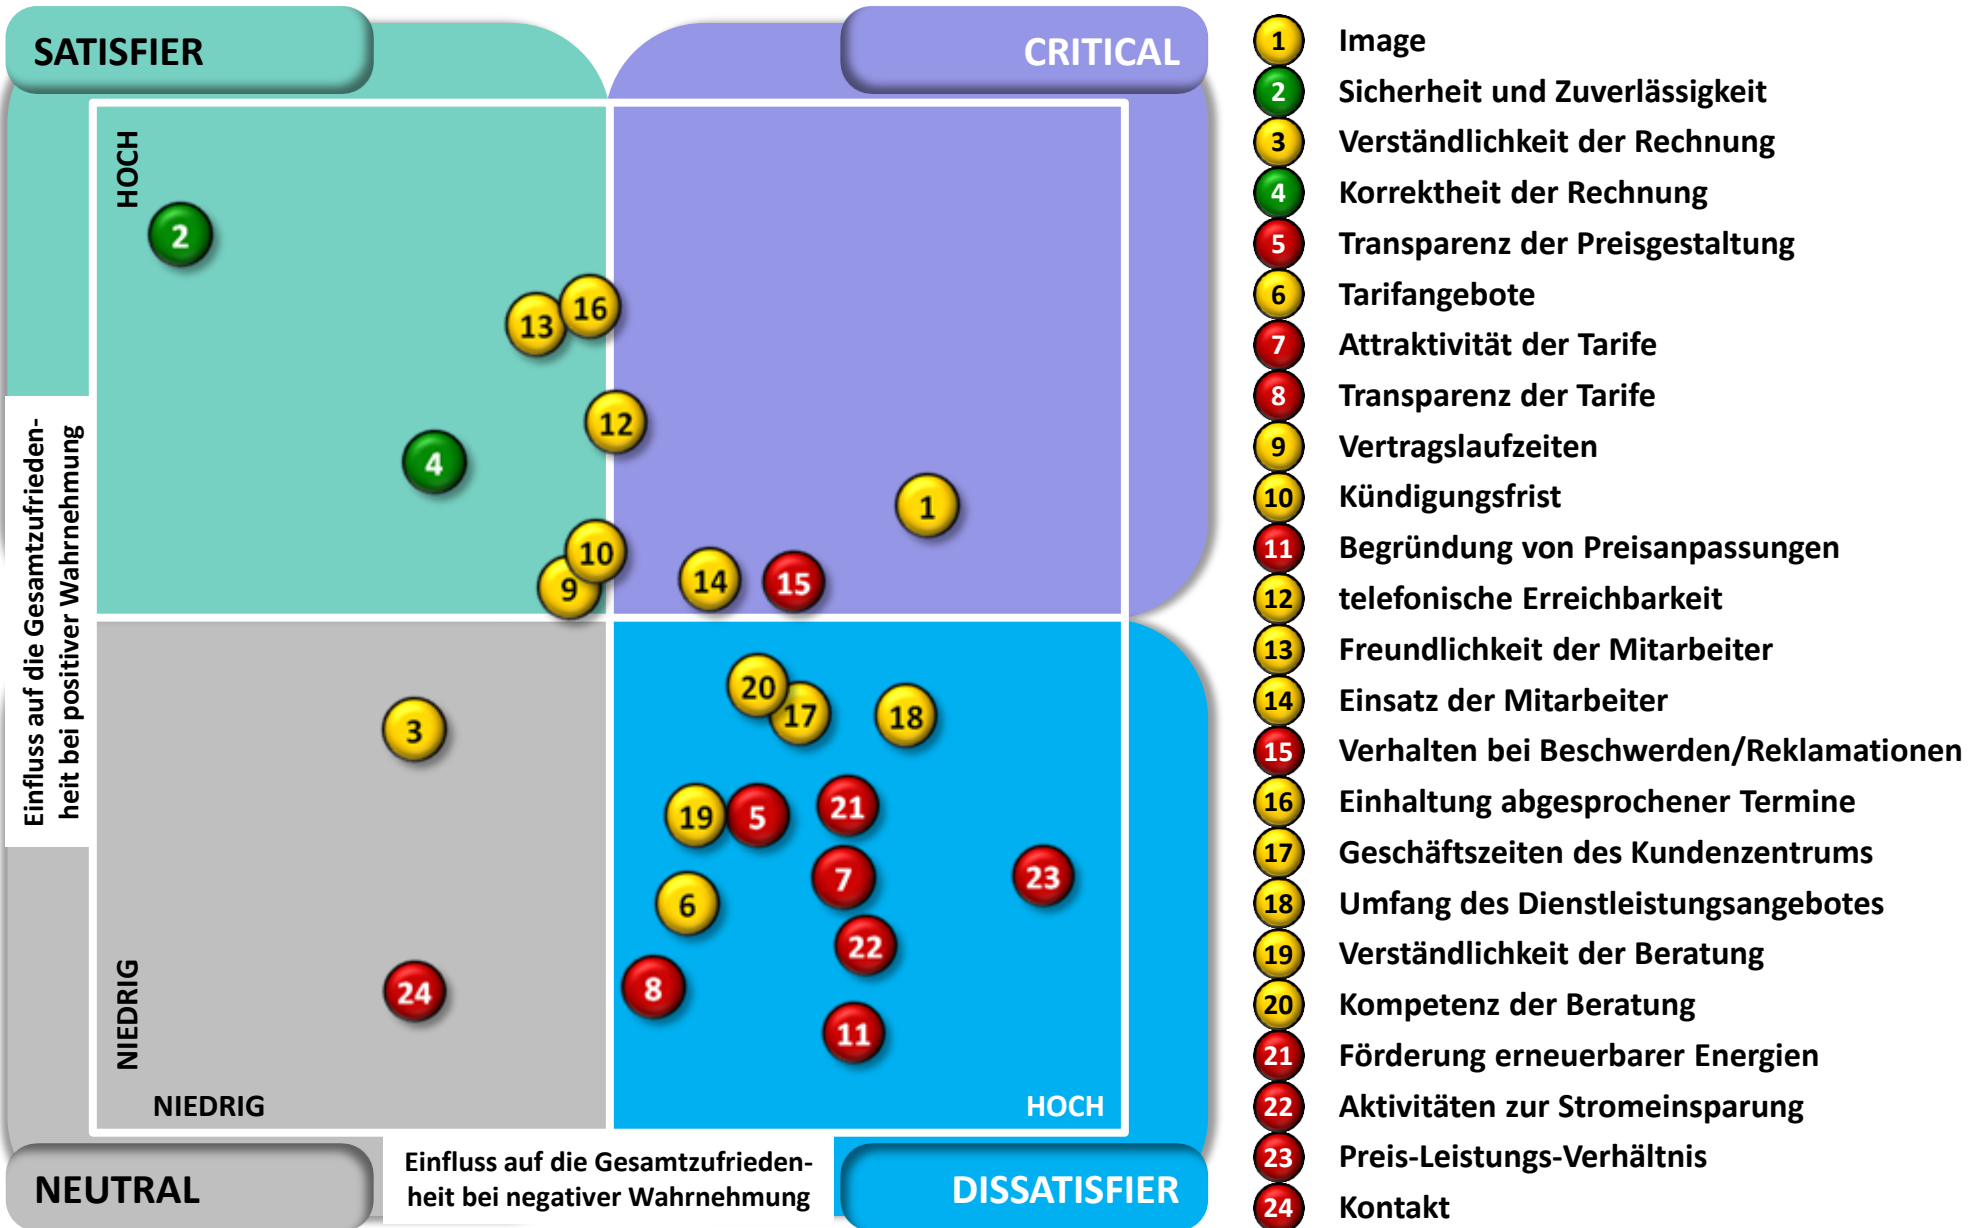 SATISFIER
CRITICAL
HOCH
2
13
16
12
4
1
10
9
14
15
Einfluss auf die Gesamtzufrieden-
heit bei positiver Wahrnehmung
20
17
18
3
19
5
21
7
23
6
22
8
24
11
NIEDRIG
NIEDRIG
HOCH
NEUTRAL
Einfluss auf die Gesamtzufrieden-
heit bei negativer Wahrnehmung
DISSATISFIER
1 Image
2 Sicherheit und Zuverlässigkeit
3 Verständlichkeit der Rechnung
4 Korrektheit der Rechnung
5 Transparenz der Preisgestaltung
6 Tarifangebote
7 Attraktivität der Tarife
8 Transparenz der Tarife
9 Vertragslaufzeiten
10 Kündigungsfrist
11 Begründung von Preisanpassungen
12 telefonische Erreichbarkeit
13 Freundlichkeit der Mitarbeiter
14 Einsatz der Mitarbeiter
15 Verhalten bei Beschwerden/Reklamationen
16 Einhaltung abgesprochener Termine
17 Geschäftszeiten des Kundenzentrums
18 Umfang des Dienstleistungsangebotes
19 Verständlichkeit der Beratung
20 Kompetenz der Beratung
21 Förderung erneuerbarer Energien
22 Aktivitäten zur Stromeinsparung
23 Preis-Leistungs-Verhältnis
24 Kontakt